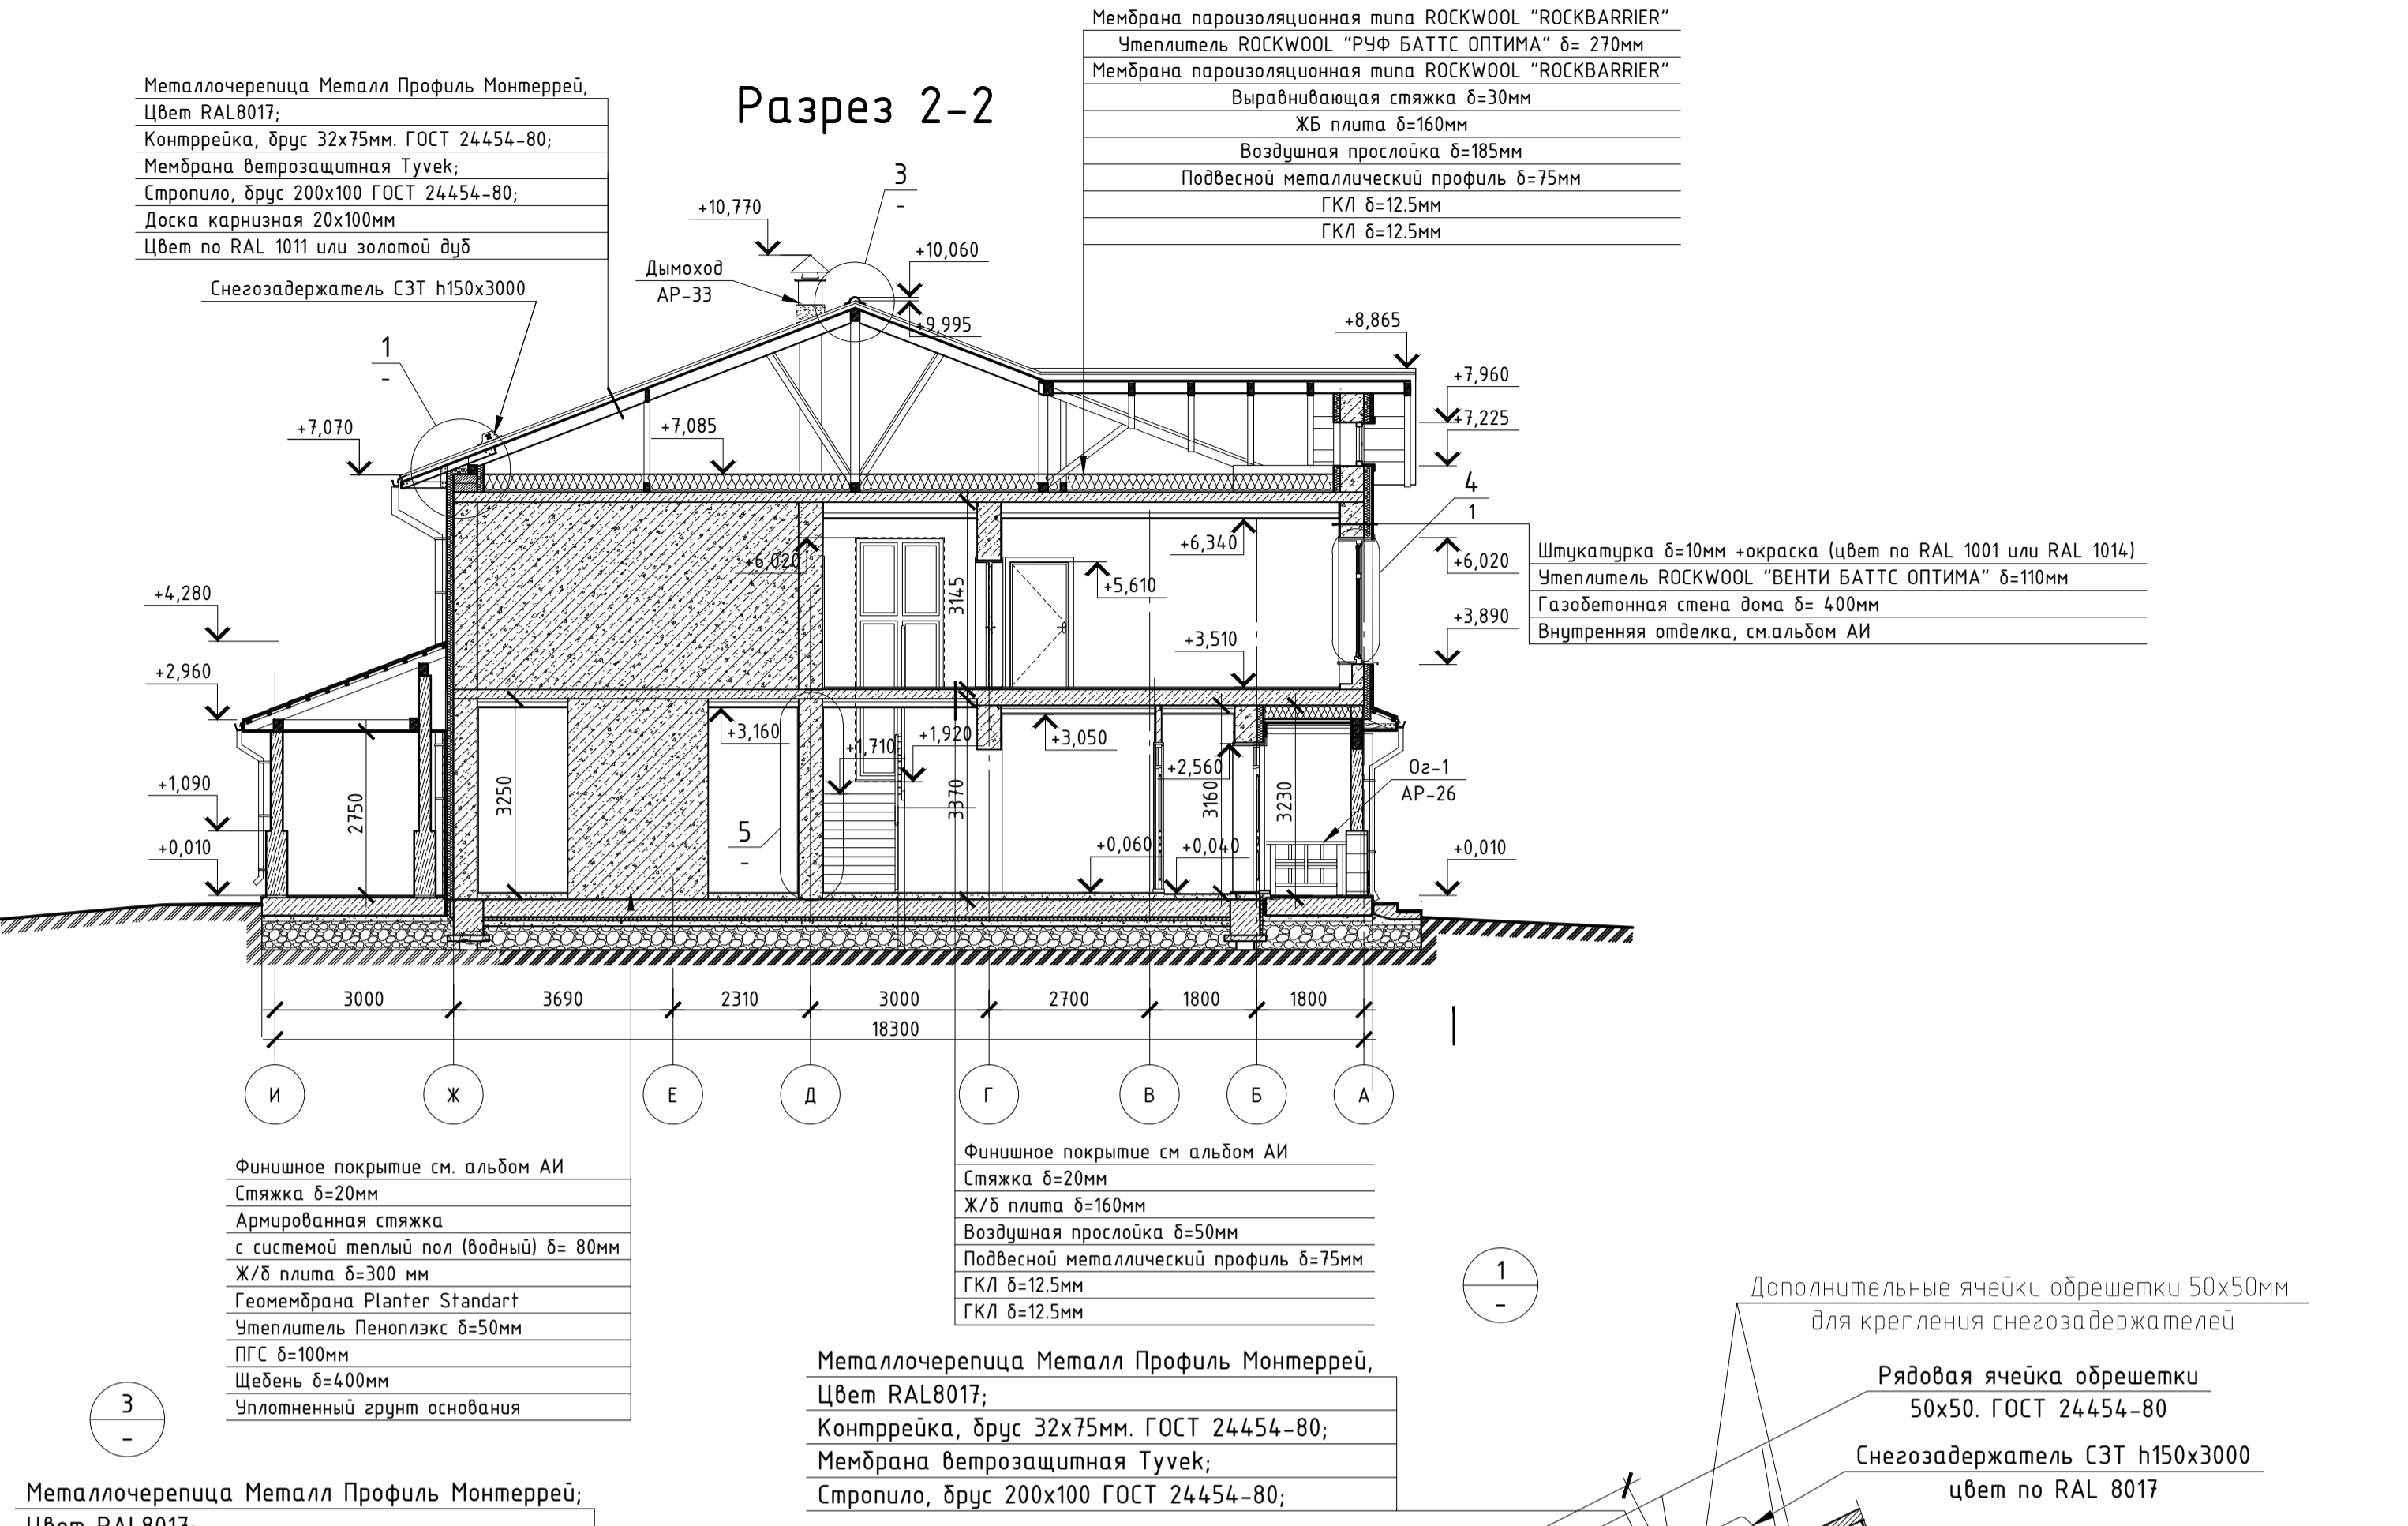 Мембрана пароизоляционная типа ROCKWOOL "ROCKBARRIER"
Утеплитель ROCKWOOL "РУФ БАТТС ОПТИМА" δ= 270мм
Мембрана пароизоляционная типа ROCKWOOL "ROCKBARRIER"
Выравнивающая стяжка δ=30мм
ЖБ плита δ=160мм
Воздушная прослойка δ=185мм
Подвесной металлический профиль δ=75мм
ГКЛ δ=12.5мм
ГКЛ δ=12.5мм
Металлочерепица Металл Профиль Монтеррей,
Цвет RAL8017;
Контррейка, брус 32х75мм. ГОСТ 24454-80;
Мембрана ветрозащитная Tyvek;
Стропило, брус 200х100 ГОСТ 24454-80;
Доска карнизная 20х100мм
Цвет по RAL 1011 или золотой дуб
Разрез 2-2
Снегозадержатель СЗТ h150х3000
3
-
+10,770
+10,060
Дымоход
АР-33
+9,995
+8,865
1
-
+7,960
+7,225
+7,070
+7,085
4
1
+6,340
+6,020
+6,020
+5,610
3145
Штукатурка δ=10мм +окраска (цвет по RAL 1001 или RAL 1014)
Утеплитель ROCKWOOL "ВЕНТИ БАТТС ОПТИМА" δ=110мм
Газобетонная стена дома δ= 400мм
Внутренняя отделка, см.альбом АИ
+4,280
+3,890
+3,510
+2,960
+3,160
+1,710
+1,920
+3,050
+2,560
Ог-1
АР-26
+1,090
2750
3250
3370
3160
3230
5
-
+0,010
+0,060
+0,040
+0,010
3000
3690
2310
3000
2700
1800
1800
18300
И
Ж
Е
Д
Г
В
Б
А
Финишное покрытие см. альбом АИ
Стяжка δ=20мм
Армированная стяжка
с системой теплый пол (водный) δ= 80мм
Ж/б плита δ=300 мм
Геомембрана Planter Standart
Утеплитель Пеноплэкс δ=50мм
ПГС δ=100мм
Щебень δ=400мм
Уплотненный грунт основания
Финишное покрытие см альбом АИ
Стяжка δ=20мм
Ж/б плита δ=160мм
Воздушная прослойка δ=50мм
Подвесной металлический профиль δ=75мм
ГКЛ δ=12.5мм
ГКЛ δ=12.5мм
1
-
Дополнительные ячейки обрешетки 50х50мм
для крепления снегозадержателей
Рядовая ячейка обрешетки
50х50. ГОСТ 24454-80
Снегозадержатель СЗТ h150х3000
цвет по RAL 8017
Металлочерепица Металл Профиль Монтеррей,
Цвет RAL8017;
Контррейка, брус 32х75мм. ГОСТ 24454-80;
Мембрана ветрозащитная Tyvek;
Стропило, брус 200х100 ГОСТ 24454-80;
3
-
Металлочерепица Металл Профиль Монтеррей;
Цвет RAL8017;